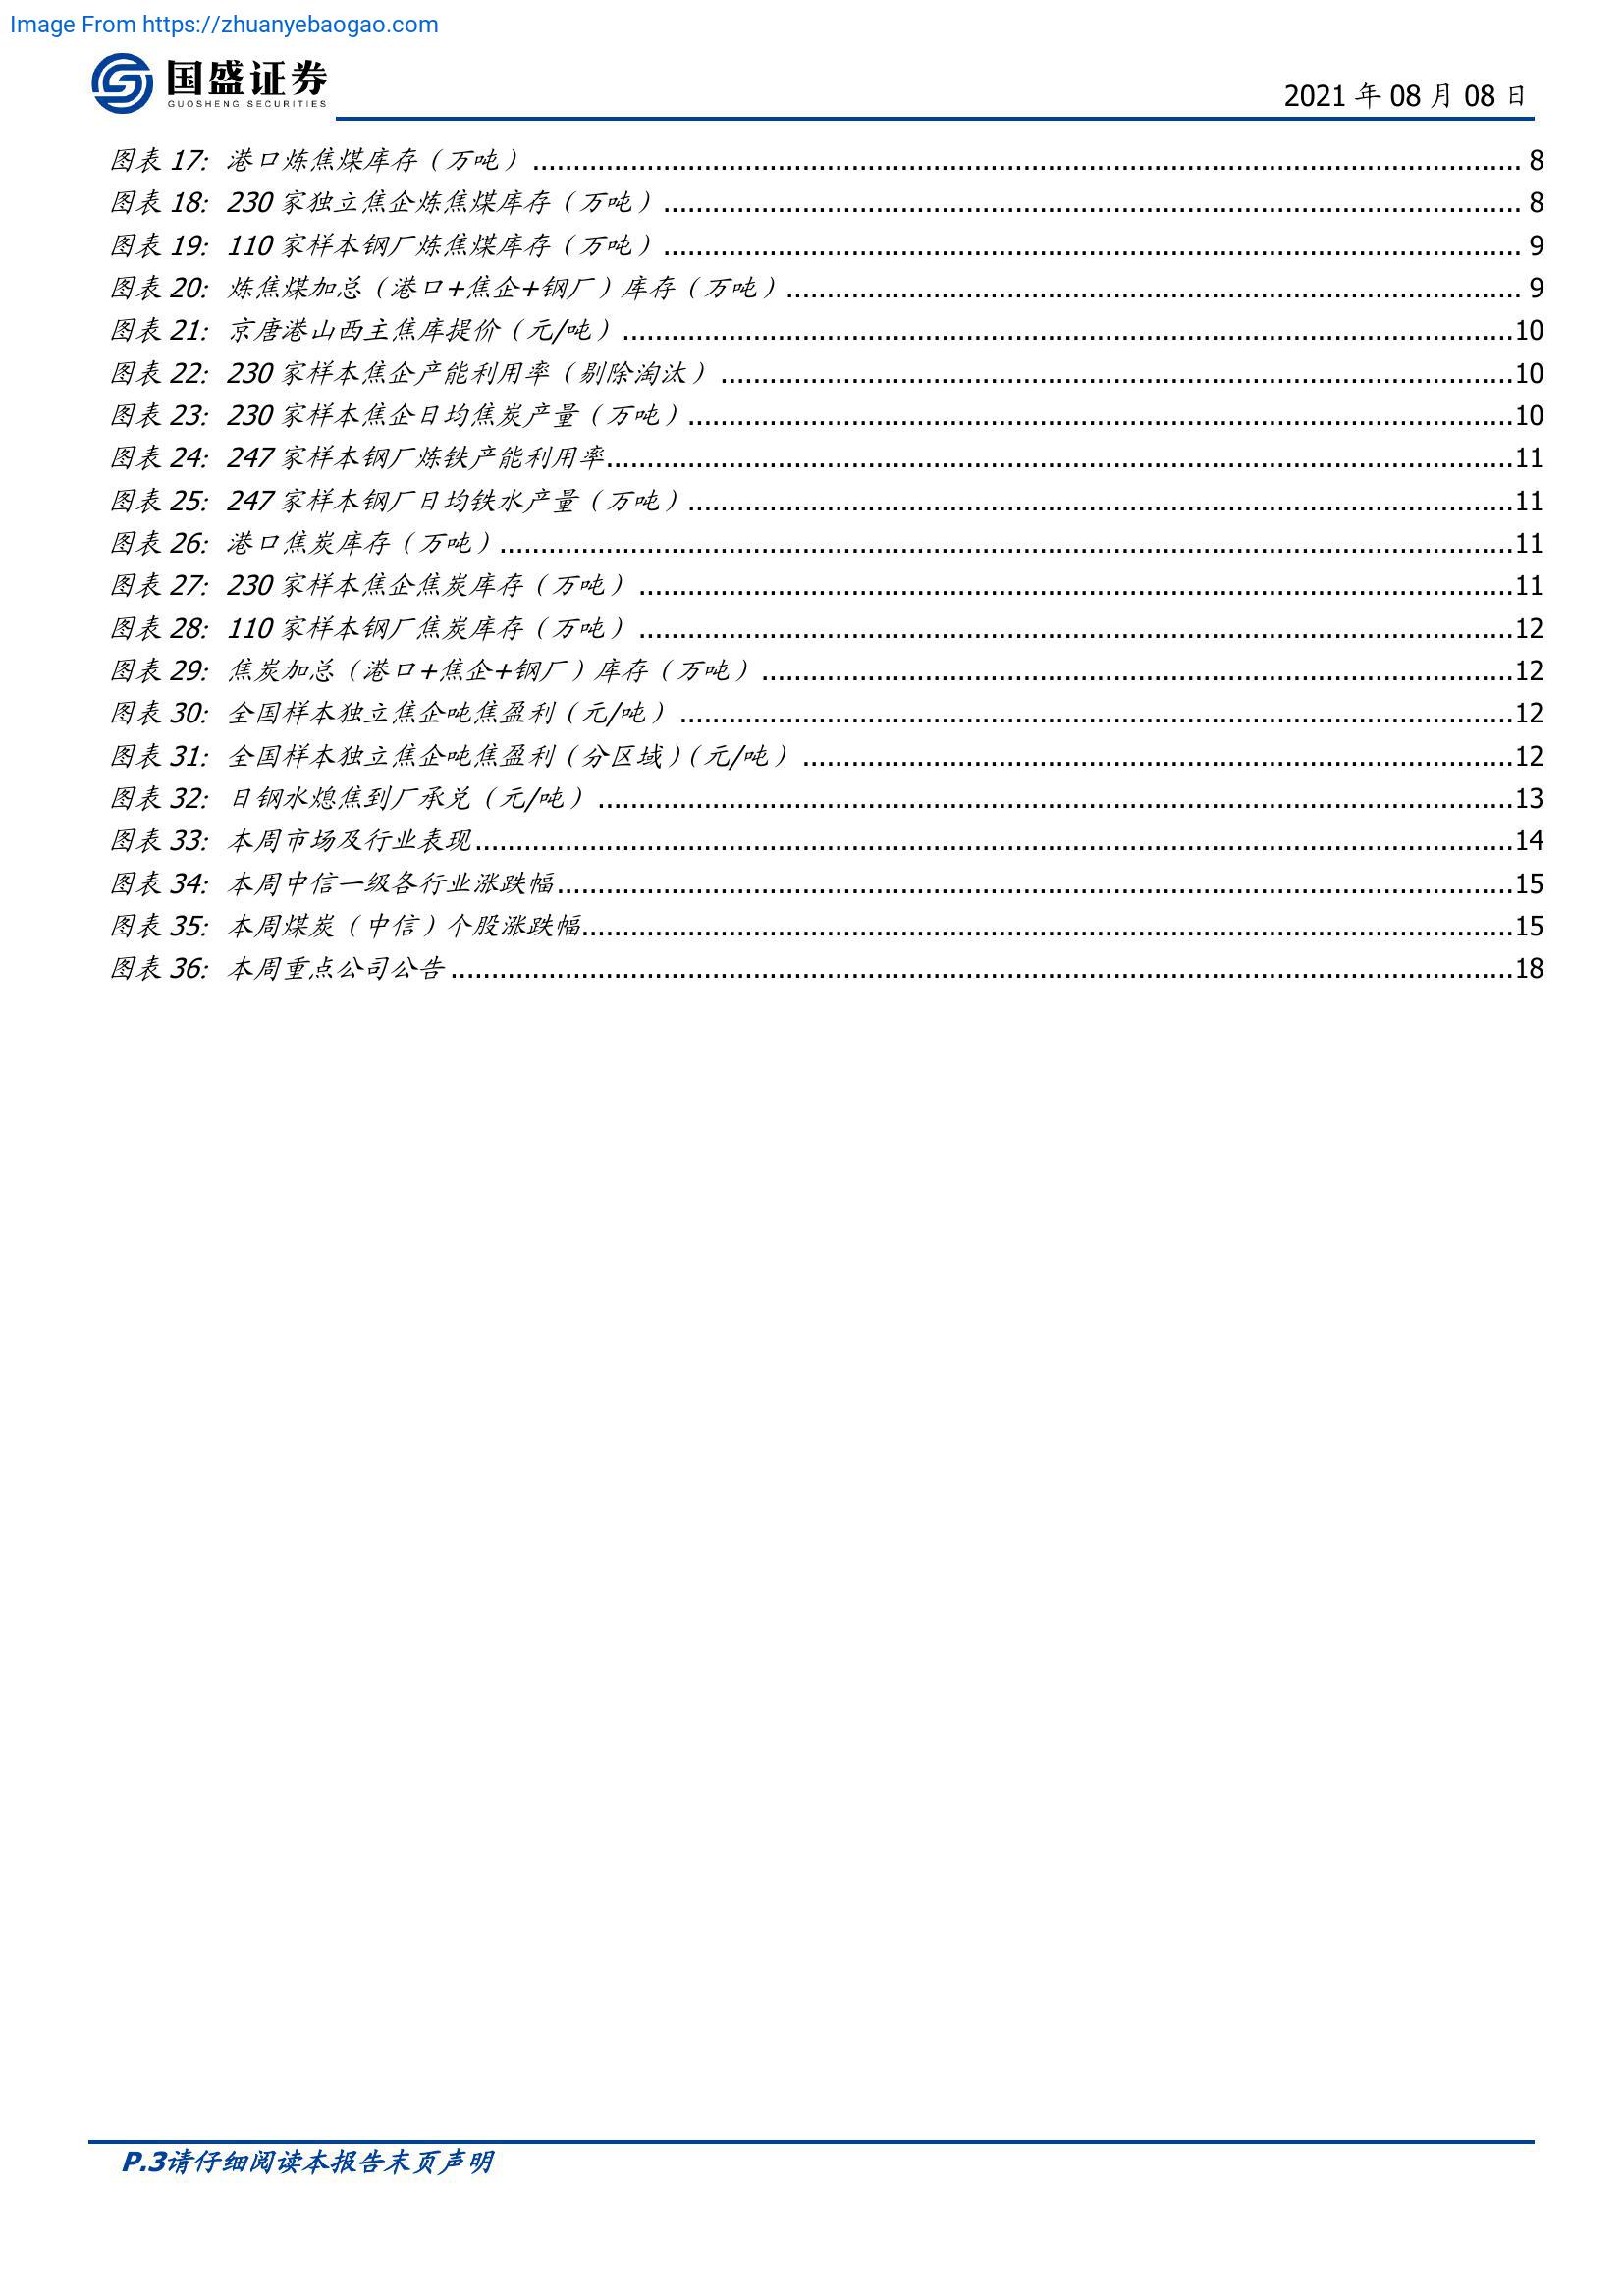 Image From https://zhuanyebaogao.com
国盛证券
GUOSHENG SECURITIES
2021 年 08 月 08 日
图表 17: 港口炼焦煤库存（万吨）........................................ 8
图表 18: 230 家独立焦企炼焦煤库存（万吨）........................................ 8
图表 19: 110 家样本钢厂炼焦煤库存（万吨）........................................ 9
图表 20: 炼焦煤加总（港口+焦企+钢厂）库存（万吨）........................................ 9
图表 21: 京唐港山西主焦库提价（元/吨）........................................10
图表 22: 230 家样本焦企产能利用率（剔除淘汰）........................................10
图表 23: 230 家样本焦企日均焦炭产量（万吨）........................................10
图表 24: 247 家样本钢厂炼铁产能利用率........................................11
图表 25: 247 家样本钢厂日均铁水产量（万吨）........................................11
图表 26: 港口焦炭库存（万吨）........................................11
图表 27: 230 家样本焦企焦炭库存（万吨）........................................11
图表 28: 110 家样本钢厂焦炭库存（万吨）........................................12
图表 29: 焦炭加总（港口+焦企+钢厂）库存（万吨）........................................12
图表 30: 全国样本独立焦企吨焦盈利（元/吨）........................................12
图表 31: 全国样本独立焦企吨焦盈利（分区域）（元/吨）........................................12
图表 32: 日钢水熄焦到厂承兑（元/吨）........................................13
图表 33: 本周市场及行业表现........................................14
图表 34: 本周中信一级各行业涨跌幅........................................15
图表 35: 本周煤炭（中信）个股涨跌幅........................................15
图表 36: 本周重点公司公告........................................18
P.3请仔细阅读本报告末页声明